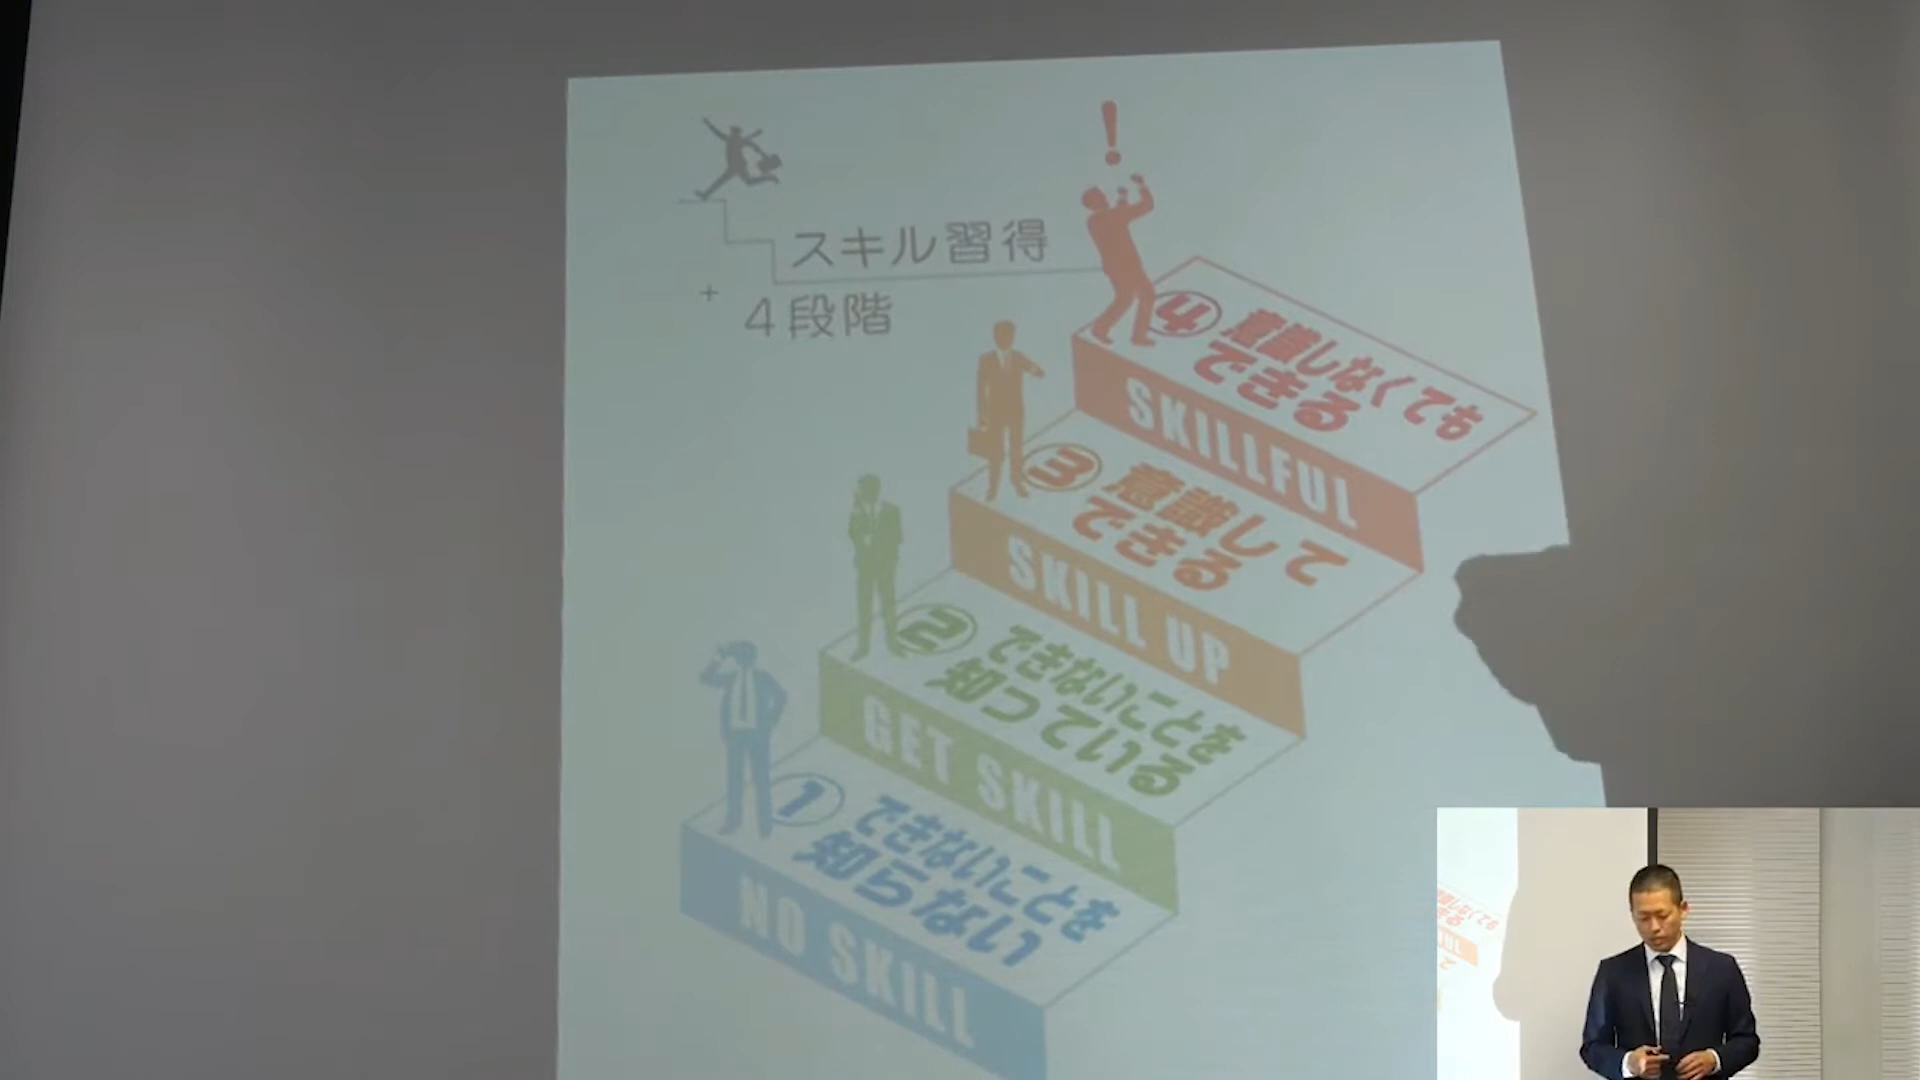 スキル習得
4段階
④ 意識しなくても
できる
SKILLFUL
③ 意識して
できる
SKILL UP
② できないことを
知っている
GET SKILL
① できないことを
知らない
NO SKILL